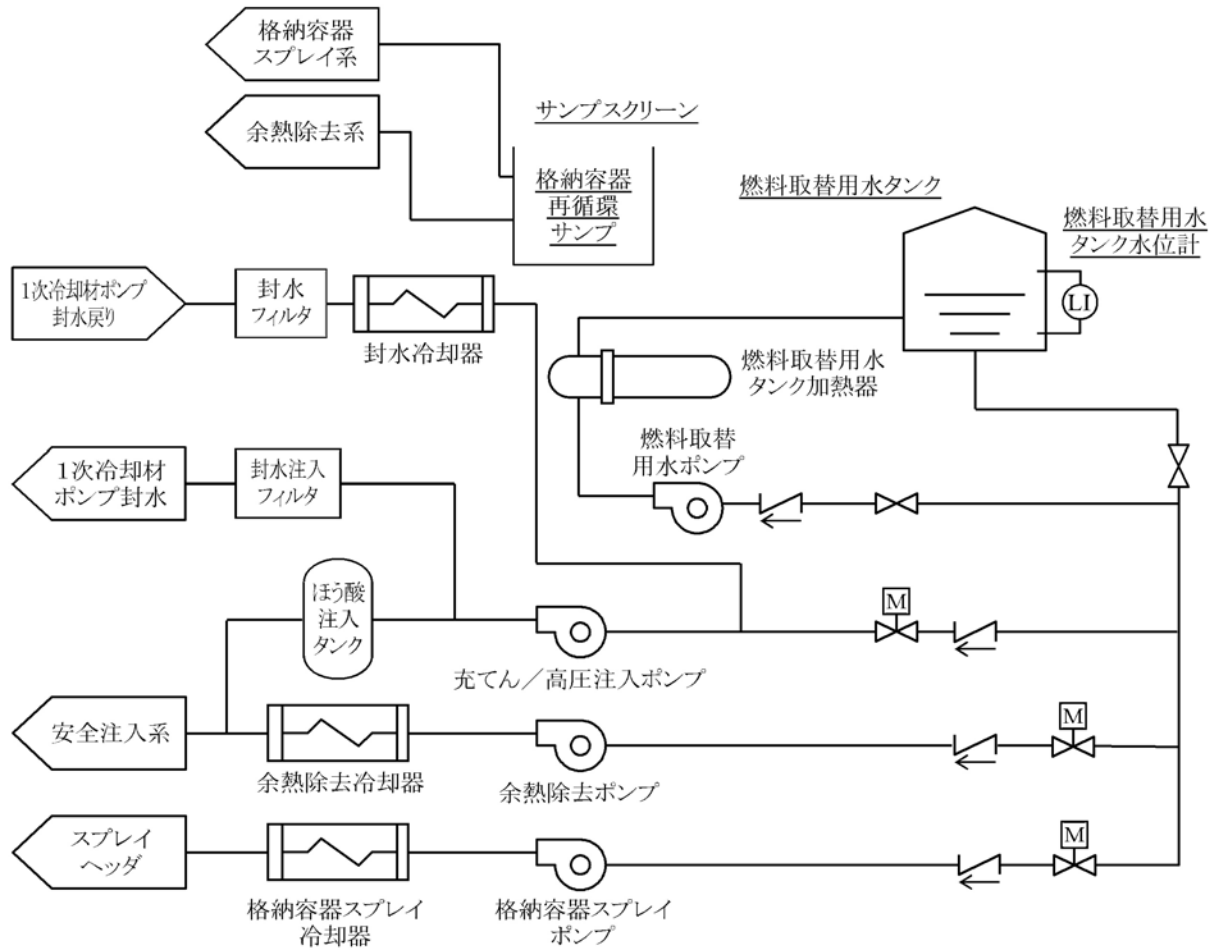 格納容器
スプレイ系
サンプスクリーン
余熱除去系
格納容器
再循環
サンプ
燃料取替用水タンク
燃料取替用水
タンク水位計
LI
1次冷却材ポンプ
封水戻り
封水
フィルタ
封水冷却器
燃料取替用水
タンク加熱器
燃料取替
用水ポンプ
1次冷却材
ポンプ封水
封水注入
フィルタ
ほう酸
注入
タンク
M
充てん／高圧注入ポンプ
安全注入系
M
余熱除去冷却器
余熱除去ポンプ
スプレイ
ヘッダ
M
格納容器スプレイ
冷却器
格納容器スプレイ
ポンプ